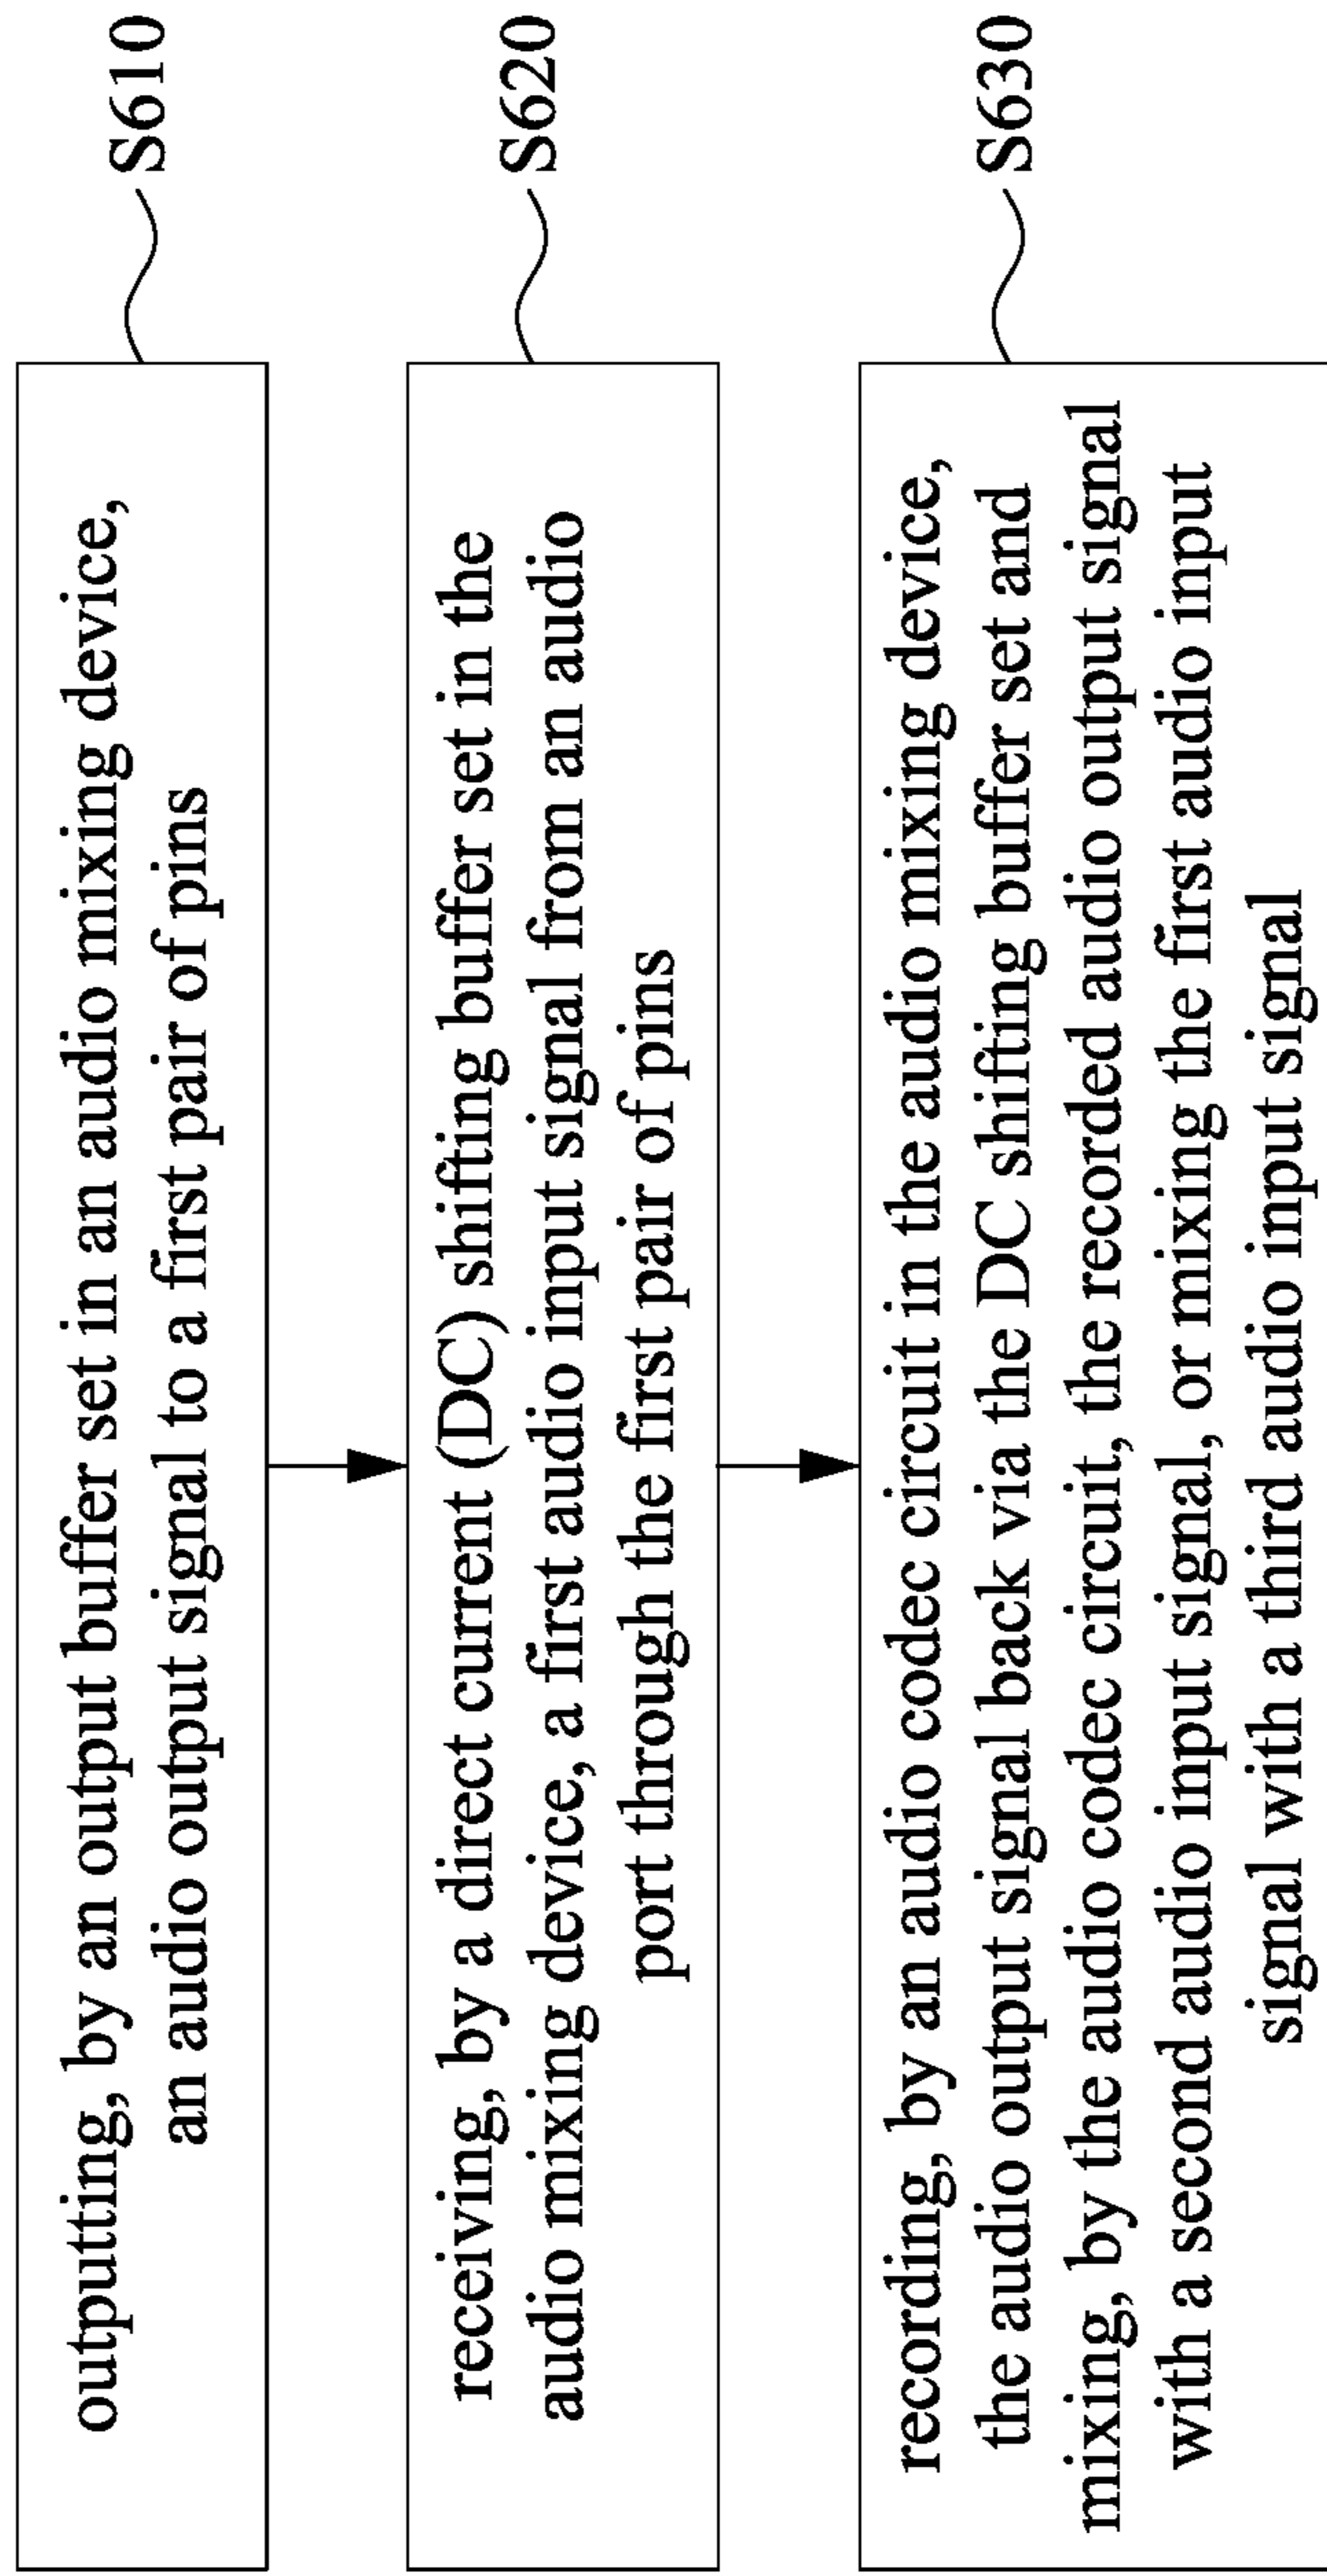 outputting, by an output buffer set in an audio mixing device,
an audio output signal to a first pair of pins
S610
receiving, by a direct current (DC) shifting buffer set in the
audio mixing device, a first audio input signal from an audio
port through the first pair of pins
S620
recording, by an audio codec circuit in the audio mixing device,
the audio output signal back via the DC shifting buffer set and
mixing, by the audio codec circuit, the recorded audio output signal
with a second audio input signal, or mixing the first audio input
signal with a third audio input signal
S630